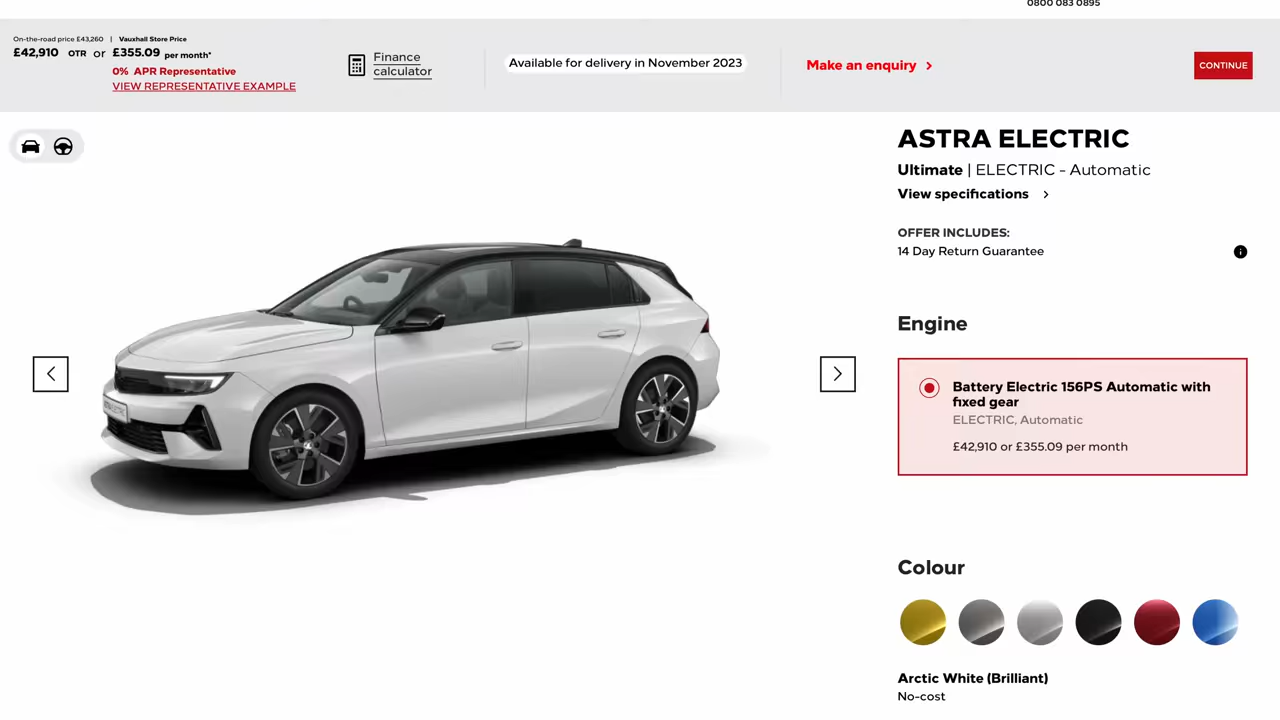 0800 083 0895
On-the-road price £43,260 | Vauxhall Store Price
£42,910 OTR or £355.09 per month*
0% APR Representative
VIEW REPRESENTATIVE EXAMPLE
Finance
calculator
Available for delivery in November 2023
Make an enquiry
CONTINUE
ASTRA ELECTRIC
Ultimate | ELECTRIC - Automatic
View specifications
OFFER INCLUDES:
14 Day Return Guarantee
Engine
Battery Electric 156PS Automatic with
fixed gear
ELECTRIC, Automatic
£42,910 or £355.09 per month
Colour
Arctic White (Brilliant)
No-cost
ASTRA ELECTRIC